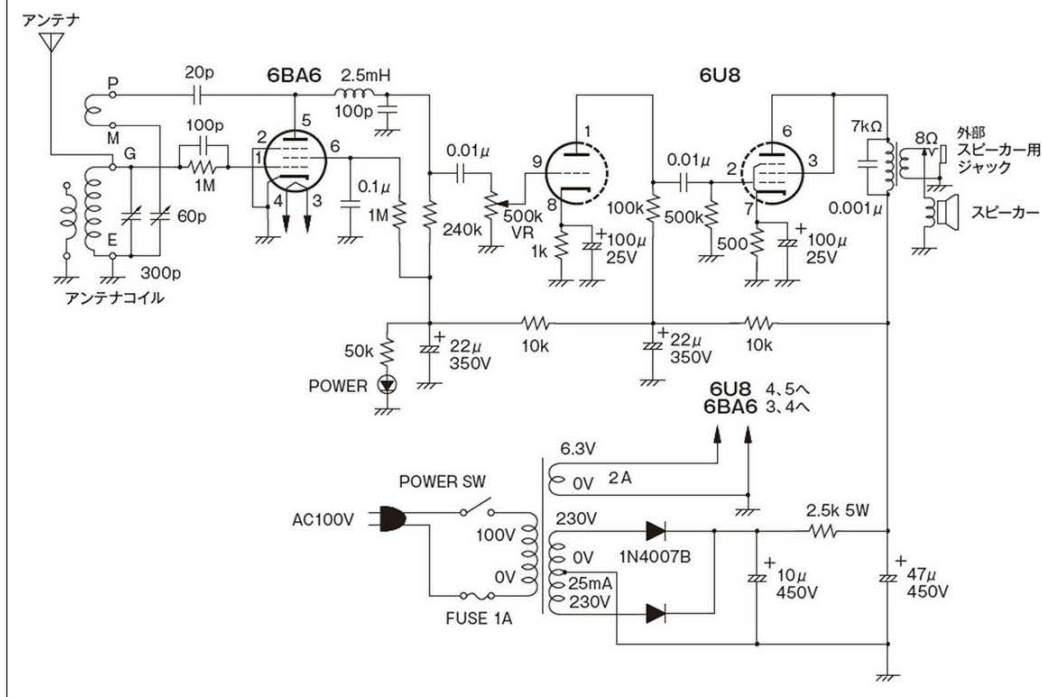 アンテナ
P
20p
6BA6
2.5mH
6U8
100p
M
G
100p
1M
2
1
5
6
4
3
60p
E
300p
アンテナコイル
0.1μ
1M
240k
0.01μ
500k
VR
9
1
8
1k
+
100μ
25V
100k
0.01μ
500k
2
6
3
7
500
+
100μ
25V
7kΩ
0.001μ
8Ω
外部
スピーカー用
ジャック
スピーカー
50k
POWER
+
22μ
350V
10k
+
22μ
350V
10k
6U8 4、5へ
6BA6 3、4へ
6.3V
0V
2A
POWER SW
AC100V
100V
0V
FUSE 1A
230V
0V
25mA
230V
1N4007B
2.5k 5W
+
10μ
450V
+
47μ
450V